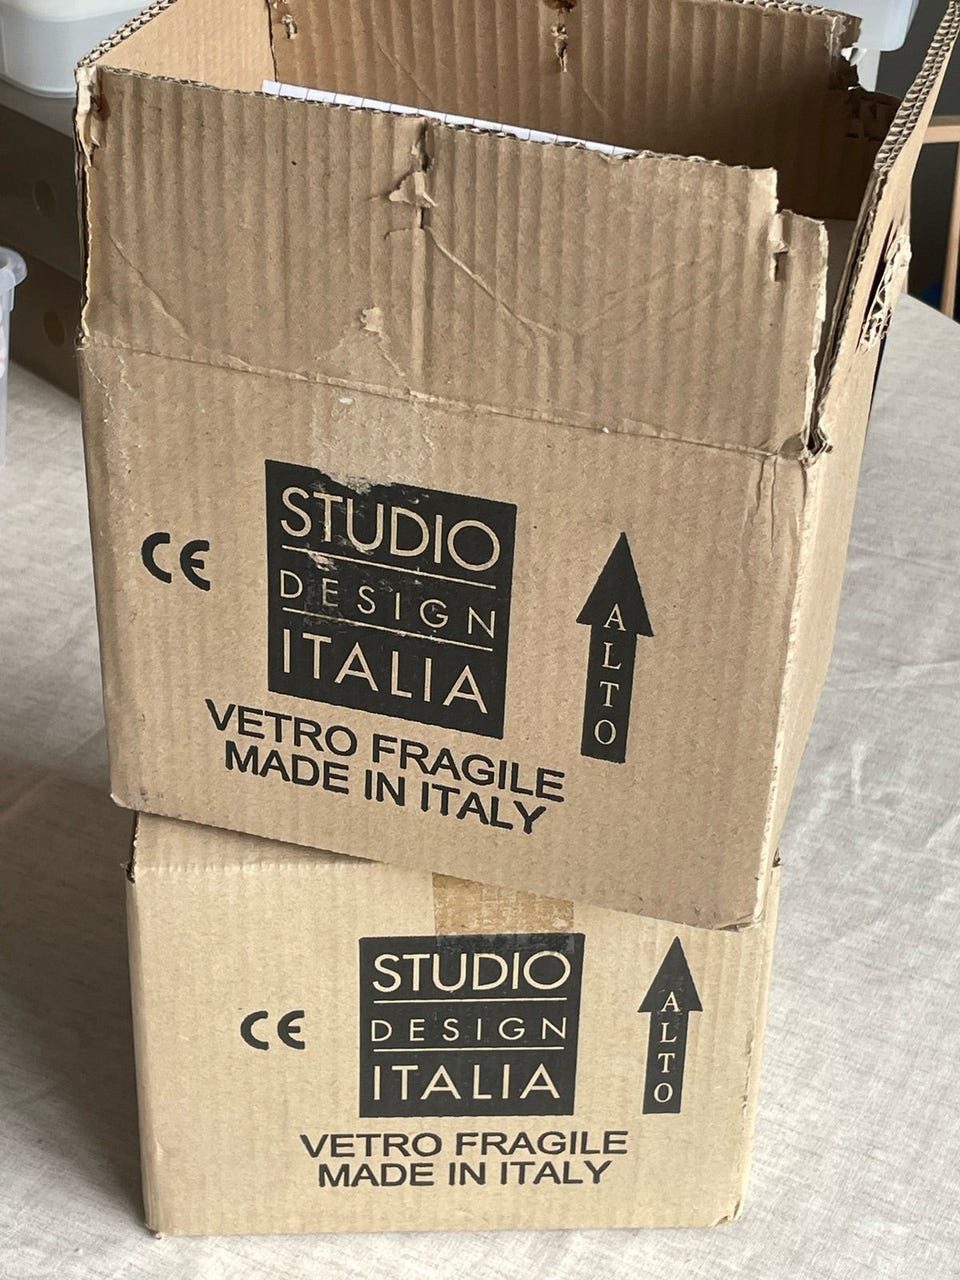 CE
STUDIO
DESIGN
ITALIA
ALTO
VETRO FRAGILE
MADE IN ITALY
CE
STUDIO
DESIGN
ITALIA
ALTO
VETRO FRAGILE
MADE IN ITALY